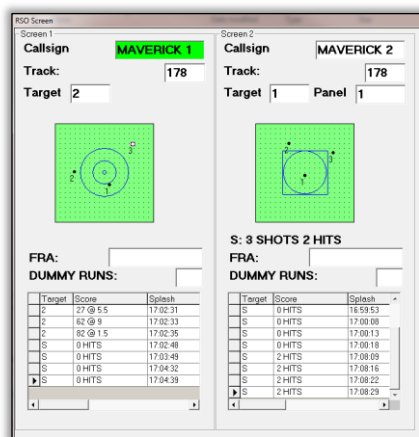 RSO Screen
Screen 1
Callsign MAVERICK 1
Track: 178
Target 2
3
2
1
FRA:
DUMMY RUNS:
Target Score Splash
2 27 @ 5.5 17:02:31
2 62 @ 9 17:02:33
2 82 @ 1.5 17:02:35
S 0 HITS 17:02:48
S 0 HITS 17:03:49
S 0 HITS 17:04:32
S 0 HITS 17:04:39
Screen 2
Callsign MAVERICK 2
Track: 178
Target 1 Panel 1
2
3
1
S: 3 SHOTS 2 HITS
FRA:
DUMMY RUNS:
Target Score Splash
S 0 HITS 16:59:53
S 0 HITS 17:00:08
S 0 HITS 17:00:13
S 0 HITS 17:00:18
S 2 HITS 17:08:09
S 2 HITS 17:08:16
S 2 HITS 17:08:22
S 2 HITS 17:08:29